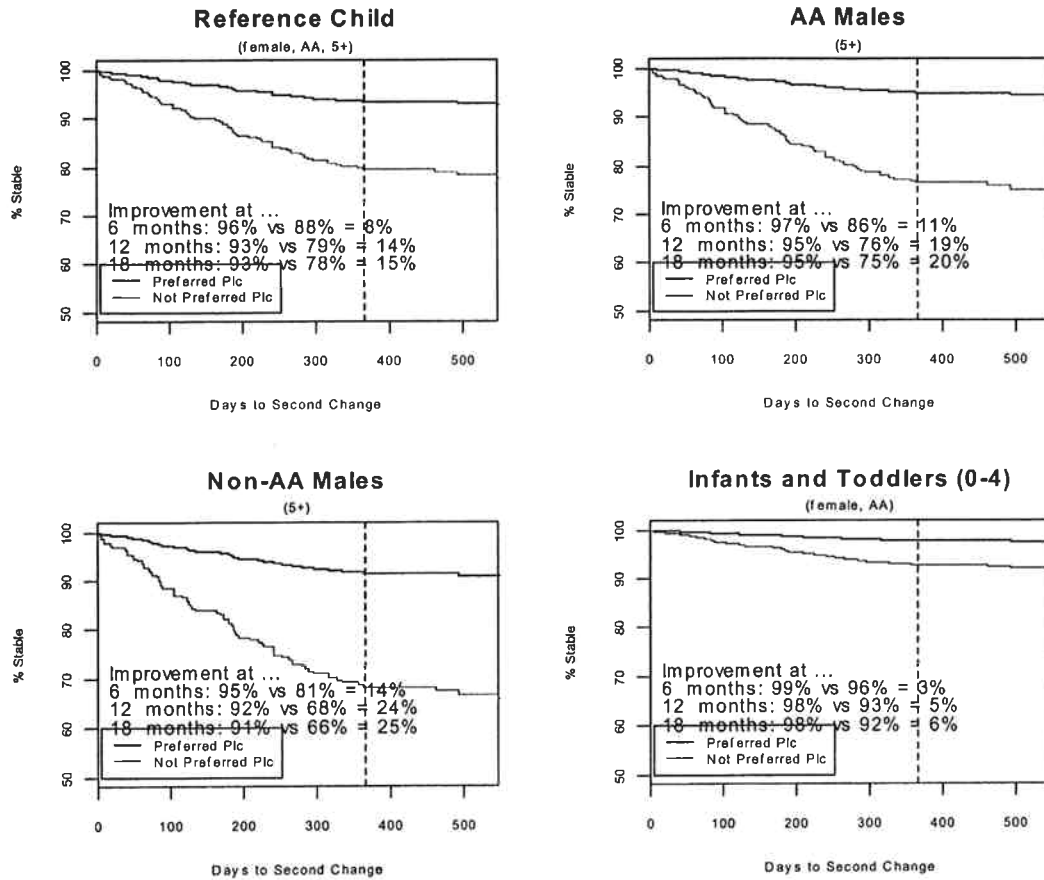 Reference Child
(female, AA, 5+)
100
90
80
70
60
50
% Stable
Improvement at ...
6 months: 96% vs 88% = 8%
12 months: 93% vs 79% = 14%
18 months: 93% vs 78% = 15%
Preferred Plc
Not Preferred Plc
0 100 200 300 400 500
Days to Second Change
AA Males
(5+)
100
90
80
70
60
50
% Stable
Improvement at ...
6 months: 97% vs 86% = 11%
12 months: 95% vs 76% = 19%
18 months: 95% vs 75% = 20%
Preferred Plc
Not Preferred Plc
0 100 200 300 400 500
Days to Second Change
Non-AA Males
(5+)
100
90
80
70
60
50
% Stable
Improvement at ...
6 months: 95% vs 81% = 14%
12 months: 92% vs 68% = 24%
18 months: 91% vs 66% = 25%
Preferred Plc
Not Preferred Plc
0 100 200 300 400 500
Days to Second Change
Infants and Toddlers (0-4)
(female, AA)
100
90
80
70
60
50
% Stable
Improvement at ...
6 months: 99% vs 96% = 3%
12 months: 98% vs 93% = 5%
18 months: 98% vs 92% = 6%
Preferred Plc
Not Preferred Plc
0 100 200 300 400 500
Days to Second Change